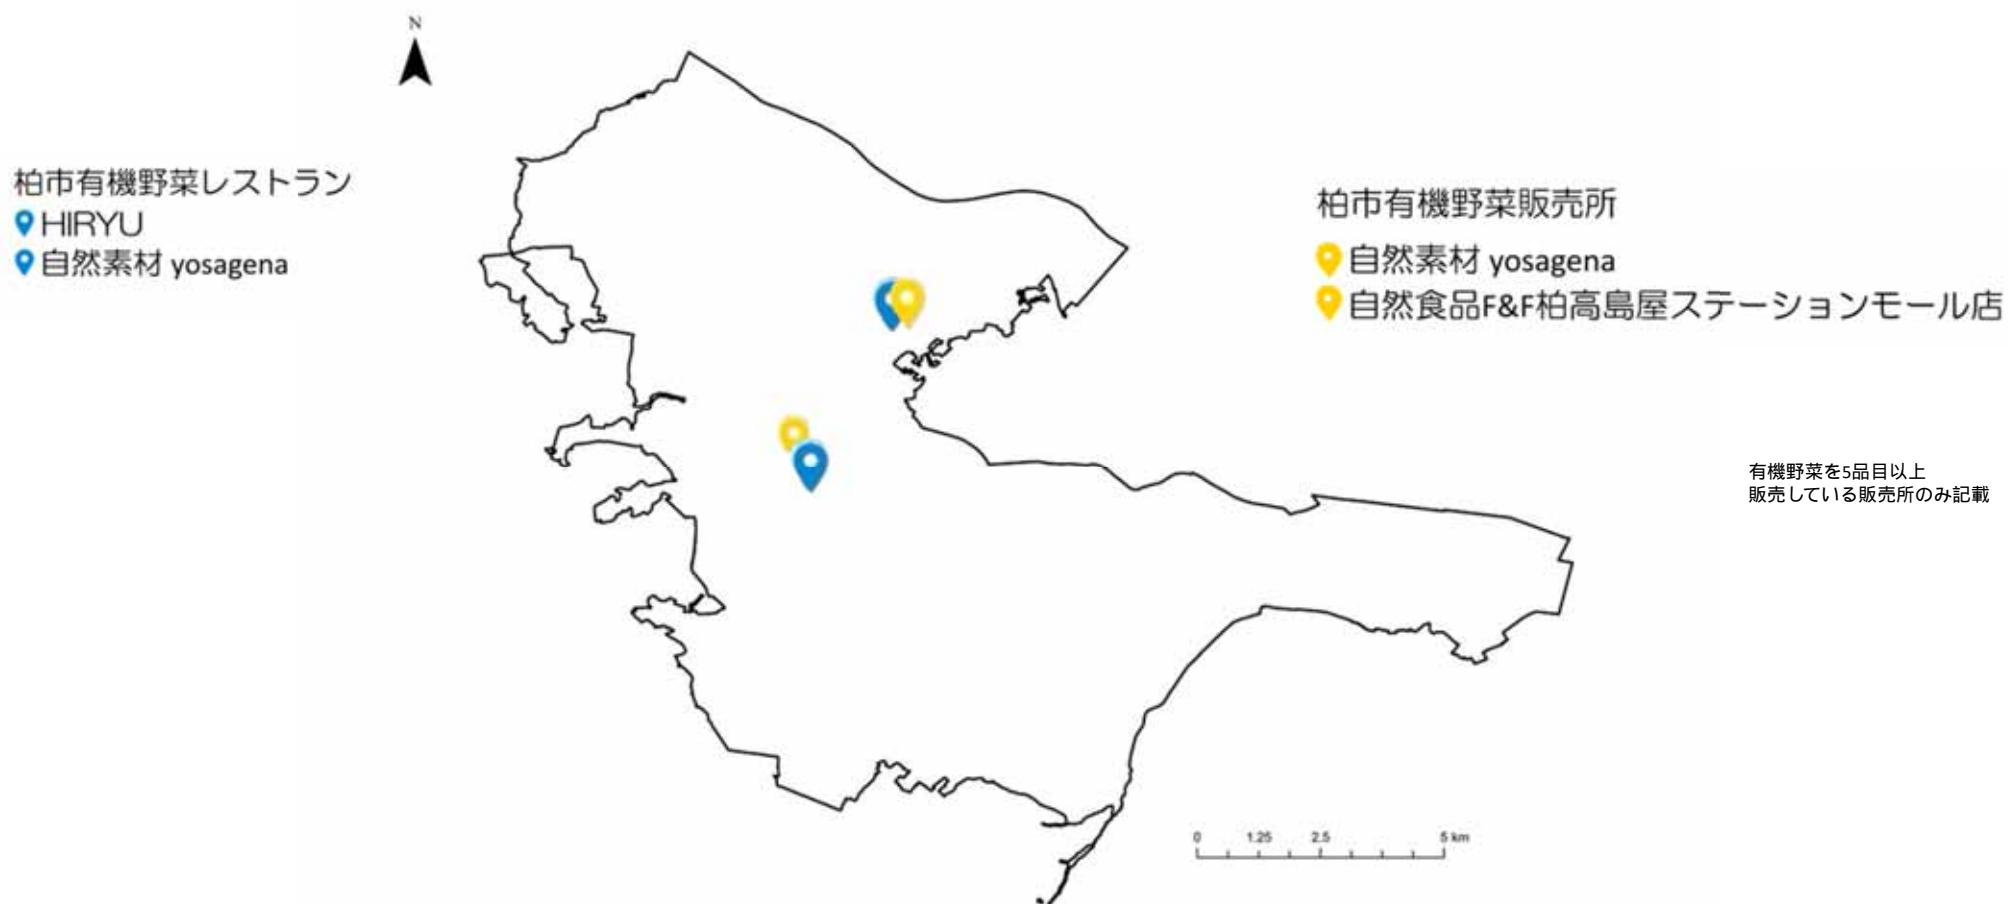 N
柏市有機野菜レストラン
HIRYU
自然素材 yosagena
柏市有機野菜販売所
自然素材 yosagena
自然食品F&F柏高島屋ステーションモール店
有機野菜を5品目以上
販売している販売所のみ記載
0 1.25 2.5 5 km